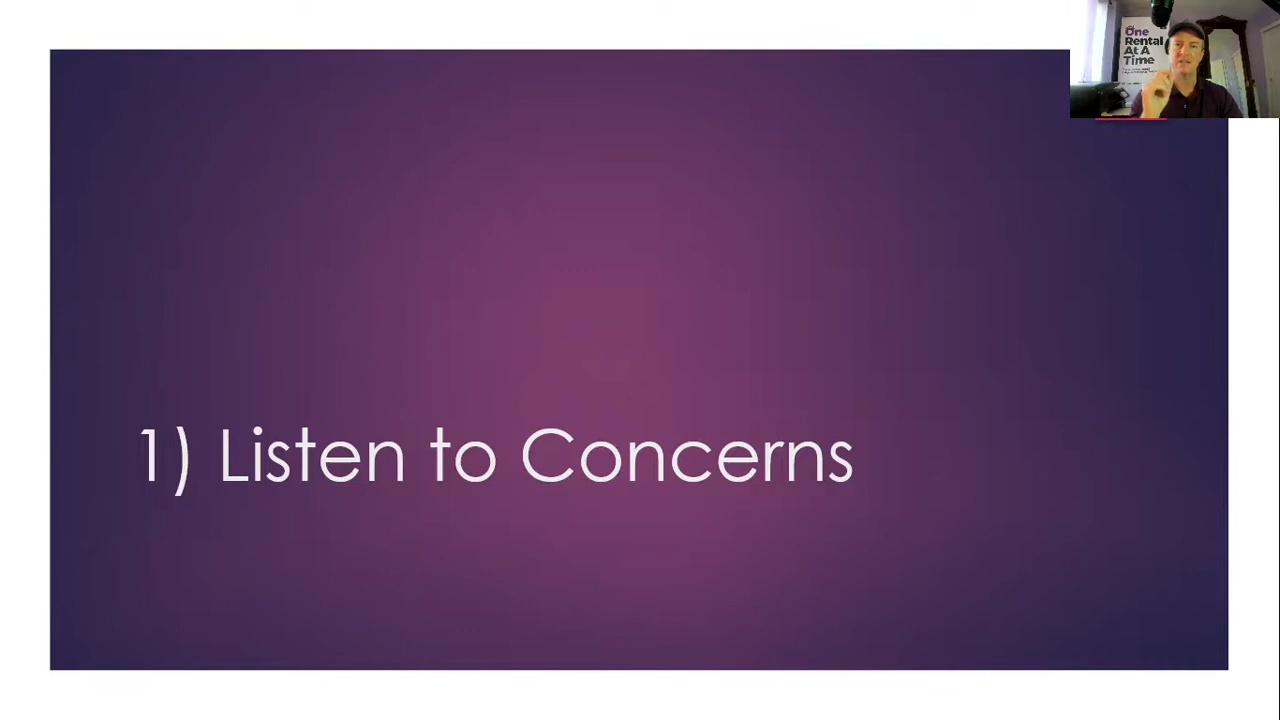 One
Rental
At A
Time
1) Listen to Concerns